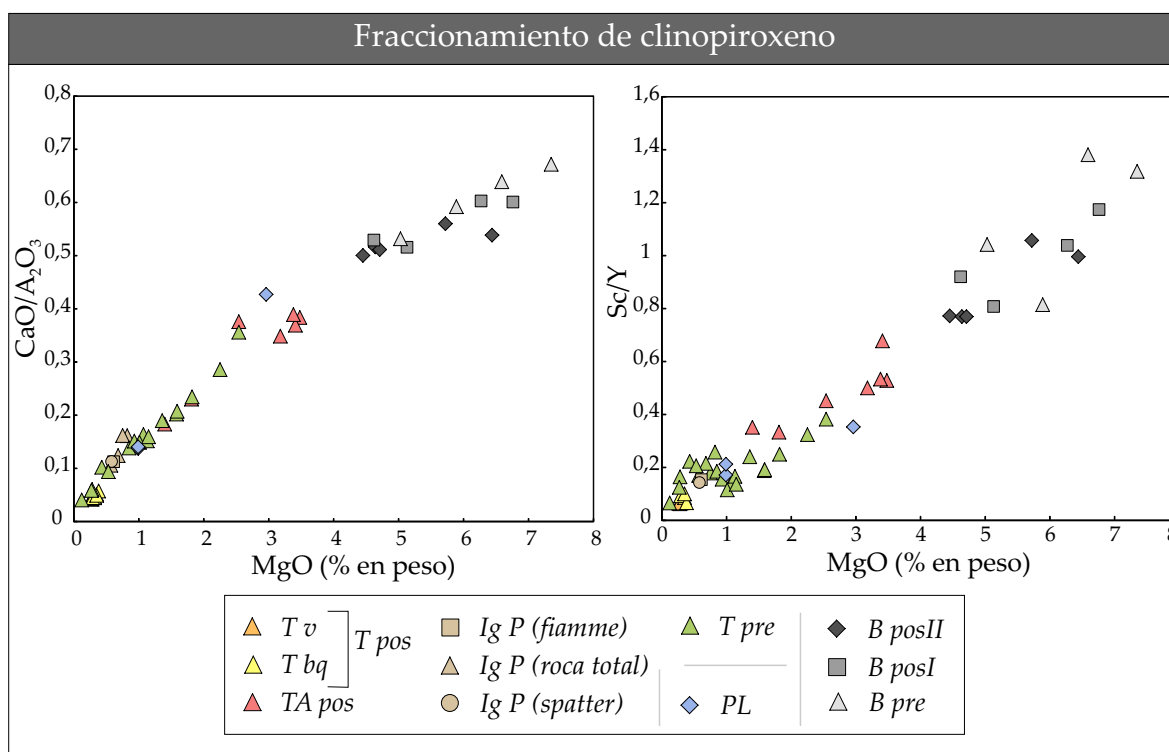 Fraccionamiento de clinopiroxeno
0,8
0,7
0,6
0,5
0,4
0,3
0,2
0,1
0
CaO/A₂O₃
0 1 2 3 4 5 6 7 8
MgO (% en peso)
1,6
1,4
1,2
1
0,8
0,6
0,4
0,2
0
Sc/Y
0 1 2 3 4 5 6 7 8
MgO (% en peso)
T v
T bq
T pos
TA pos
Ig P (fiamme)
Ig P (roca total)
Ig P (spatter)
T pre
PL
B posII
B posI
B pre